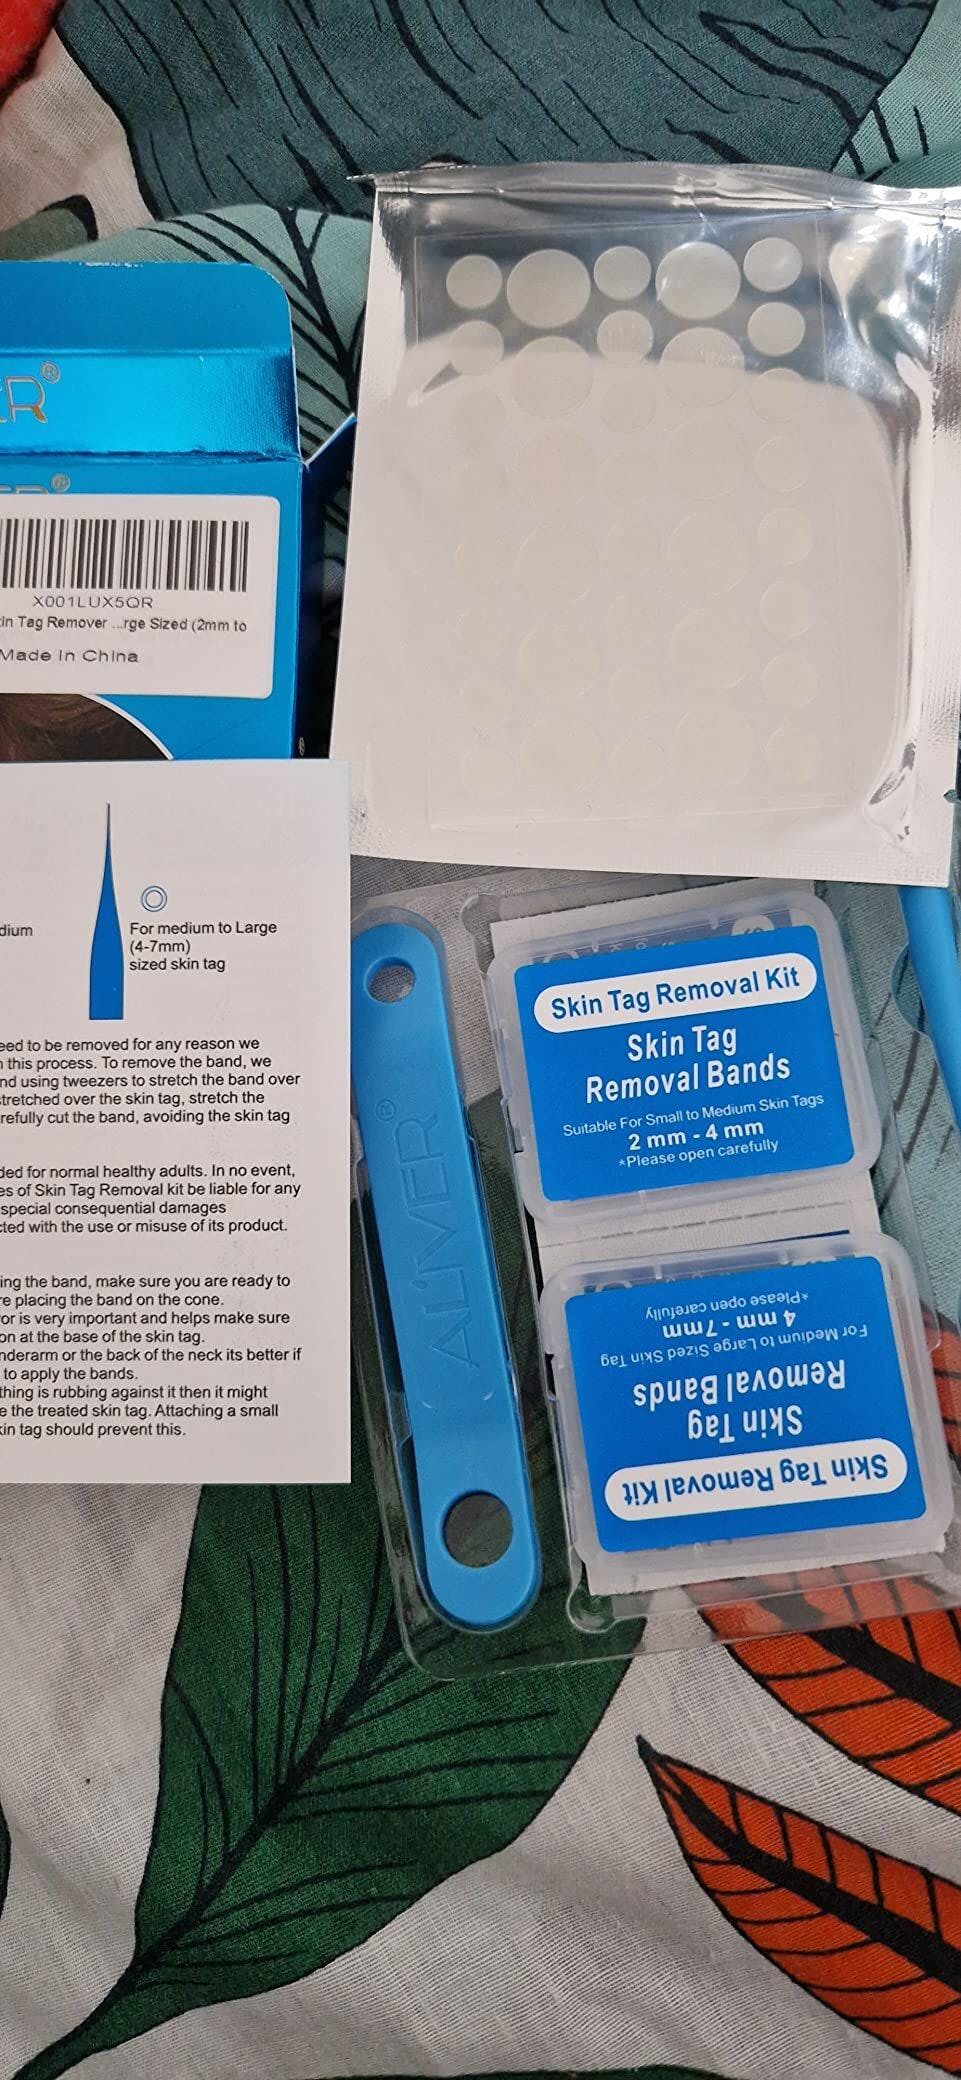 ER®
®
X001LUX5QR
in Tag Remover ...rge Sized (2mm to
Made In China
dium
For medium to Large
(4-7mm)
sized skin tag
eed to be removed for any reason we
this process. To remove the band, we
nd using tweezers to stretch the band over
tretched over the skin tag, stretch the
refully cut the band, avoiding the skin tag
ded for normal healthy adults. In no event,
es of Skin Tag Removal kit be liable for any
special consequential damages
cted with the use or misuse of its product.
ing the band, make sure you are ready to
re placing the band on the cone.
or is very important and helps make sure
on at the base of the skin tag.
nderarm or the back of the neck its better if
to apply the bands.
thing is rubbing against it then it might
e the treated skin tag. Attaching a small
kin tag should prevent this.
ALIVER®
Skin Tag Removal Kit
Skin Tag
Removal Bands
Suitable For Small to Medium Skin Tags
2 mm - 4 mm
*Please open carefully
Skin Tag Removal Kit
Skin Tag
Removal Bands
For Medium to Large Sized Skin Tag
4 mm - 7 mm
*Please open carefully